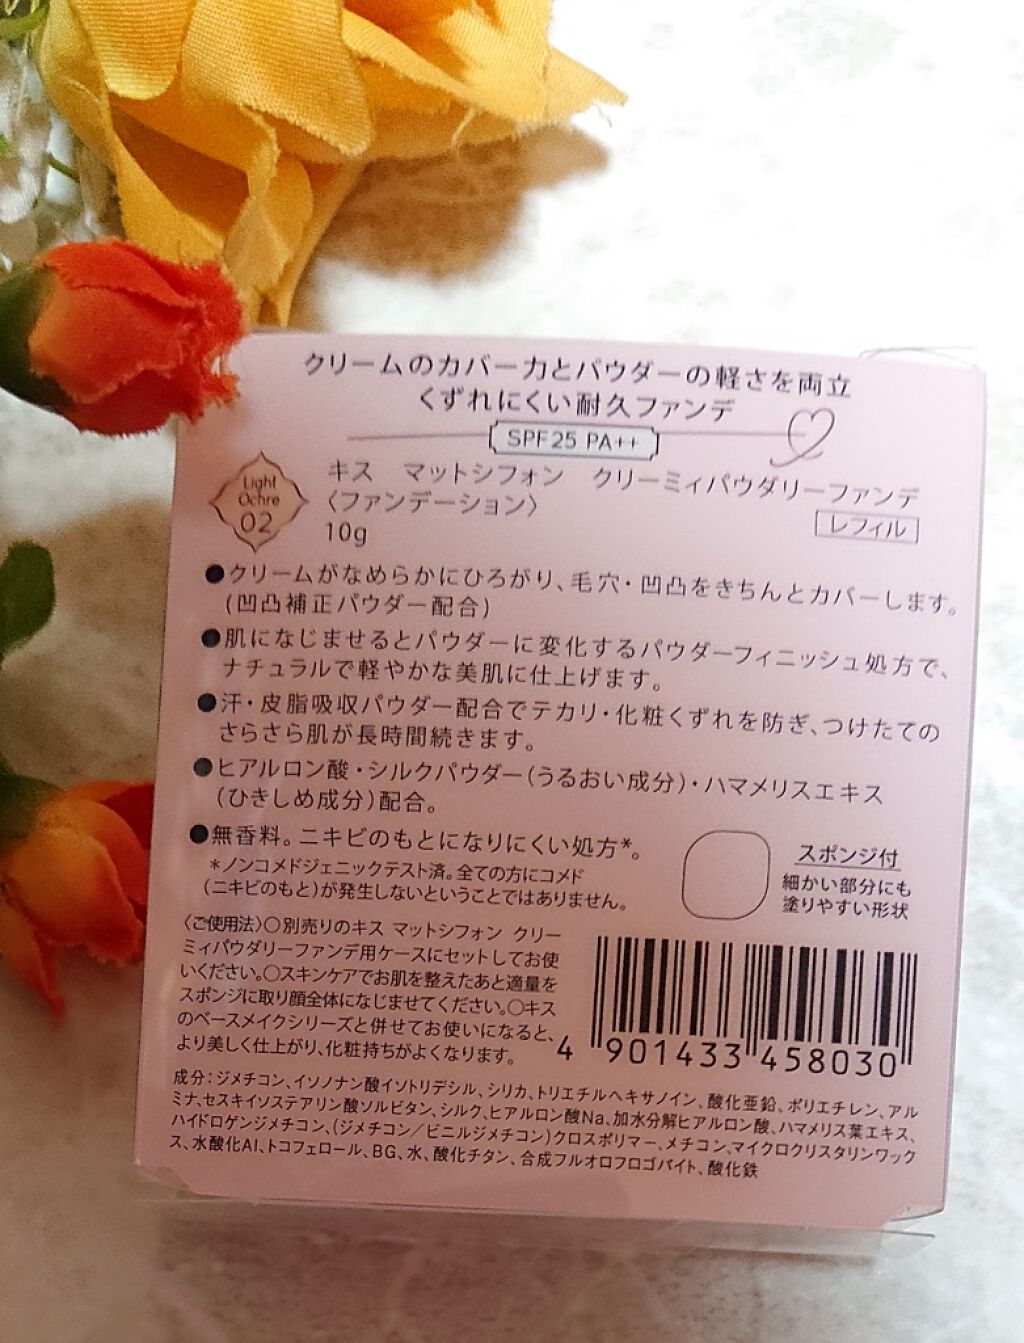 クリームのカバー力とパウダーの軽さを両立
くずれにくい耐久ファンデ
SPF25 PA++
Light
Ochre
02
キス マットシフォン クリーミィパウダリーファンデ
〈ファンデーション〉
10g
レフィル
●クリームがなめらかにひろがり、毛穴・凹凸をきちんとカバーします。
(凹凸補正パウダー配合)
●肌になじませるとパウダーに変化するパウダーフィニッシュ処方で、
ナチュラルで軽やかな美肌に仕上げます。
●汗・皮脂吸収パウダー配合でテカリ・化粧くずれを防ぎ、つけたての
さらさら肌が長時間続きます。
●ヒアルロン酸・シルクパウダー(うるおい成分)・ハマメリスエキス
(ひきしめ成分)配合。
●無香料。ニキビのもとになりにくい処方*。
*ノンコメドジェニックテスト済。全ての方にコメド
(ニキビのもと)が発生しないということではありません。
スポンジ付
細かい部分にも
塗りやすい形状
〈ご使用法〉○別売りのキス マットシフォン クリー
ミィパウダリーファンデ用ケースにセットしてお使
いください。○スキンケアでお肌を整えたあと適量を
スポンジに取り顔全体になじませてください。○キス
のベースメイクシリーズと併せてお使いになると、
より美しく仕上がり、化粧持ちがよくなります。
4 901433 458030
成分：ジメチコン、イソノナン酸イソトリデシル、シリカ、トリエチルヘキサノイン、酸化亜鉛、ポリエチレン、アル
ミナ、セスキイソステアリン酸ソルビタン、シルク、ヒアルロン酸Na、加水分解ヒアルロン酸、ハマメリス葉エキス、
ハイドロゲンジメチコン、(ジメチコン／ビニルジメチコン)クロスポリマー、メチコン、マイクロクリスタリンワック
ス、水酸化Al、トコフェロール、BG、水、酸化チタン、合成フルオロフロゴパイト、酸化鉄